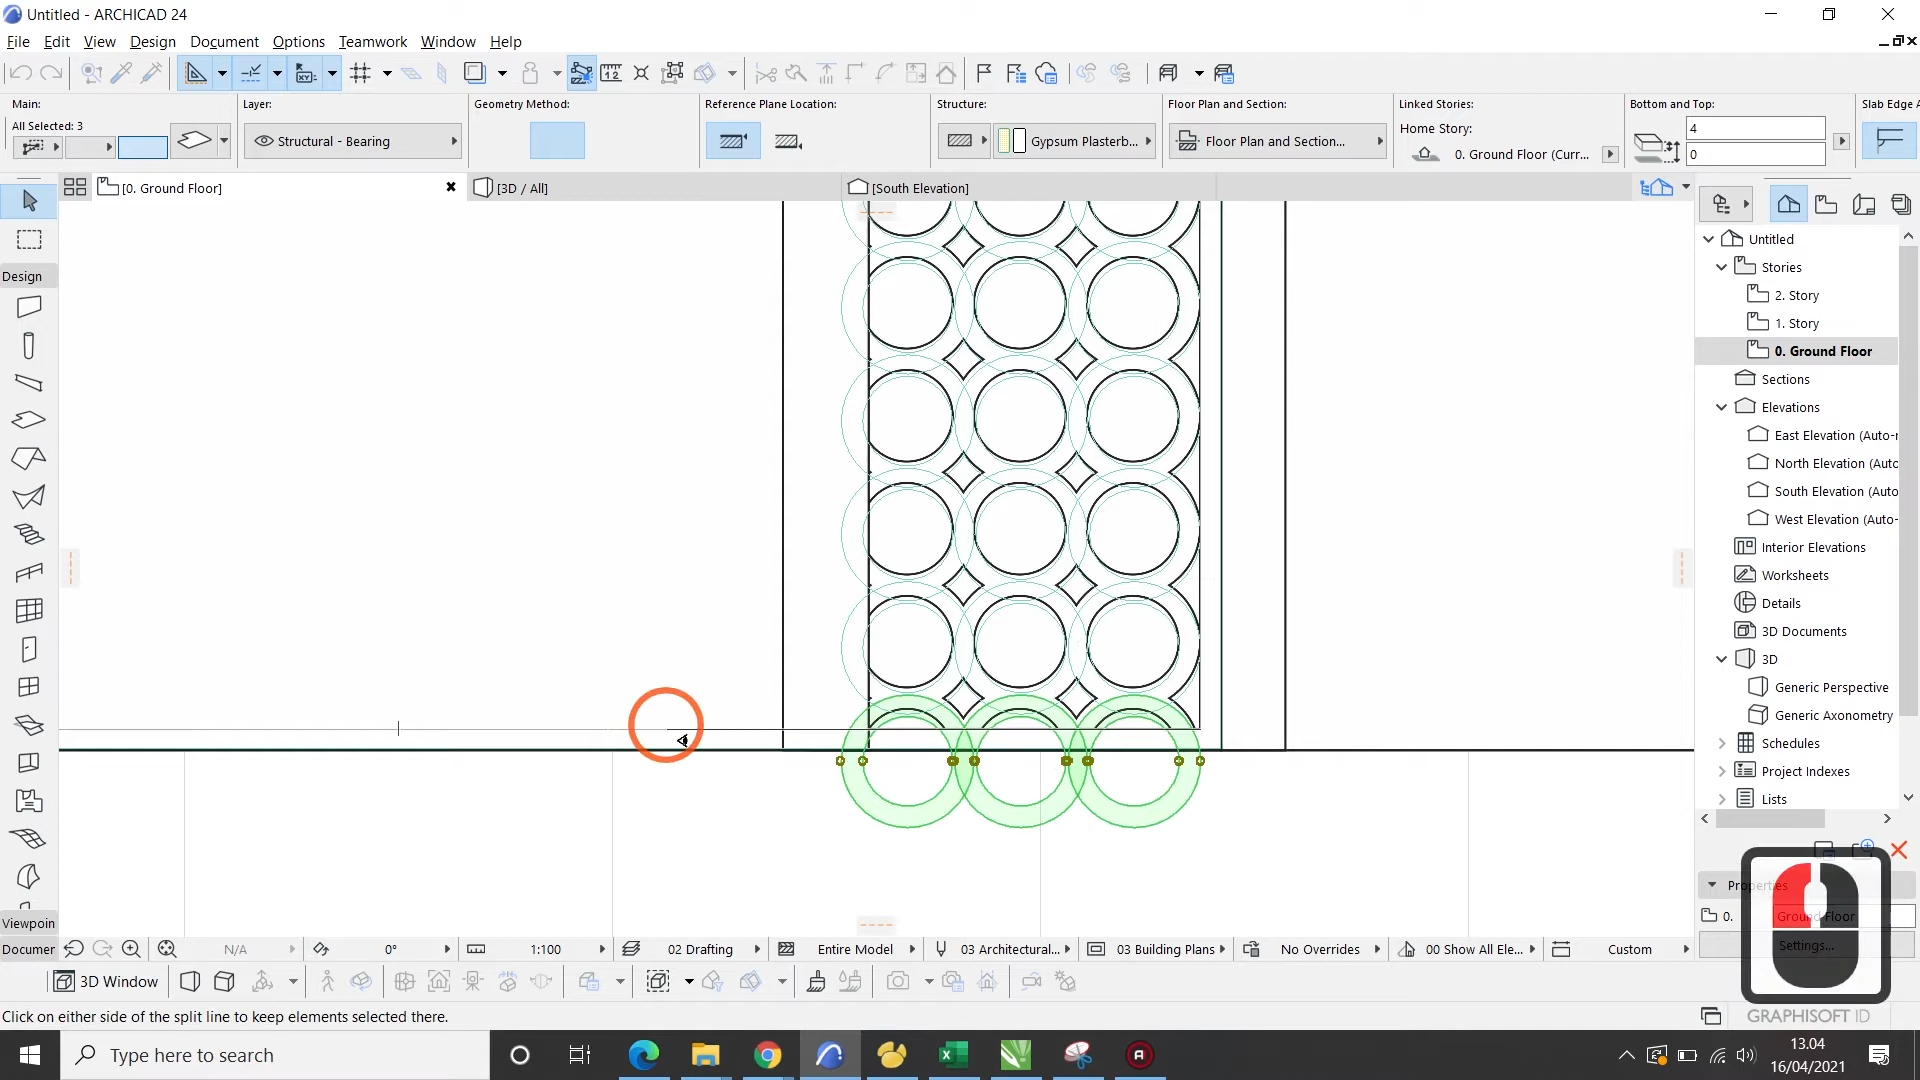 Untitled - ARCHICAD 24
File Edit View Design Document Options Teamwork Window Help
Main:
All Selected: 3
Layer:
Structural - Bearing
Geometry Method:
Reference Plane Location:
Structure:
Gypsum Plasterb...
Floor Plan and Section:
Floor Plan and Section...
Linked Stories:
Home Story:
0. Ground Floor (Curr...
Bottom and Top:
4
0
Slab Edge A
[0. Ground Floor]
[3D / All]
[South Elevation]
Design
Viewpoin
Documer
Untitled
Stories
2. Story
1. Story
0. Ground Floor
Sections
Elevations
East Elevation (Auto-r
North Elevation (Auto
South Elevation (Auto
West Elevation (Auto-
Interior Elevations
Worksheets
Details
3D Documents
3D
Generic Perspective
Generic Axonometry
Schedules
Project Indexes
Lists
Properties
0.
Ground Floor
Settings...
N/A
0°
1:100
02 Drafting
Entire Model
03 Architectural...
03 Building Plans
No Overrides
00 Show All Ele...
Custom
3D Window
Click on either side of the split line to keep elements selected there.
GRAPHISOFT ID
Type here to search
13.04
16/04/2021